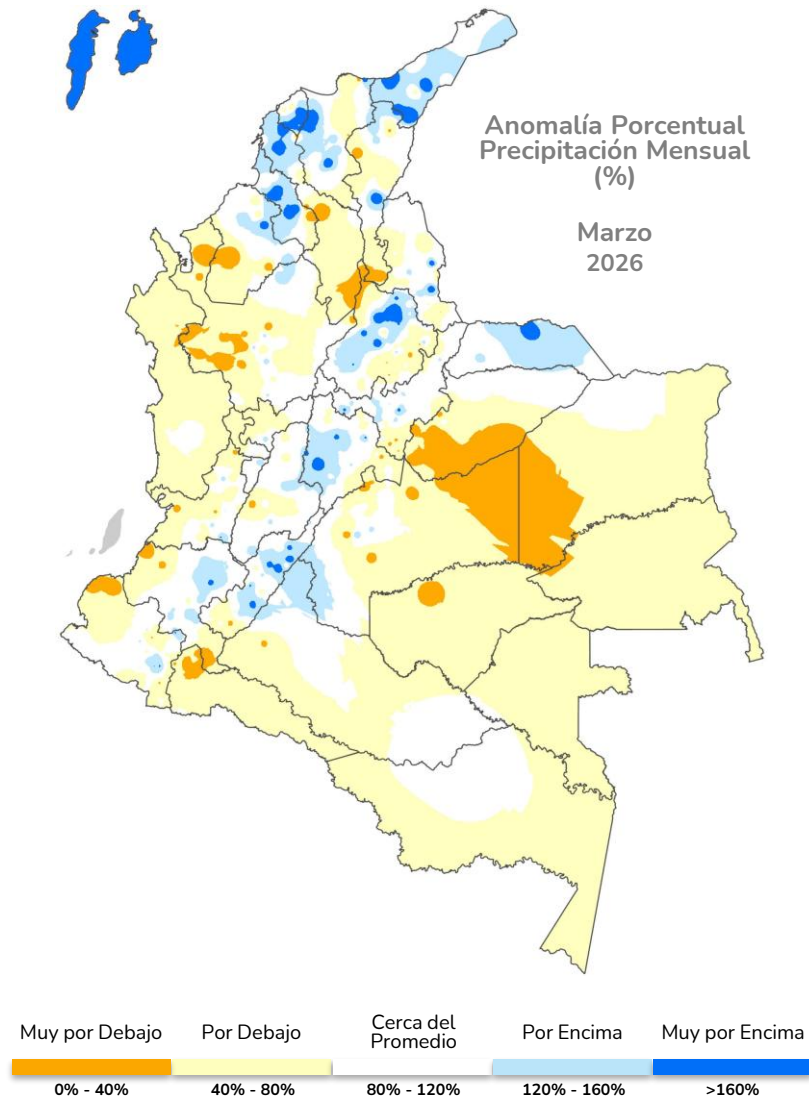 Anomalía Porcentual
Precipitación Mensual
(%)
Marzo
2026
Muy por Debajo
Por Debajo
Cerca del
Promedio
Por Encima
Muy por Encima
0% - 40%
40% - 80%
80% - 120%
120% - 160%
>160%